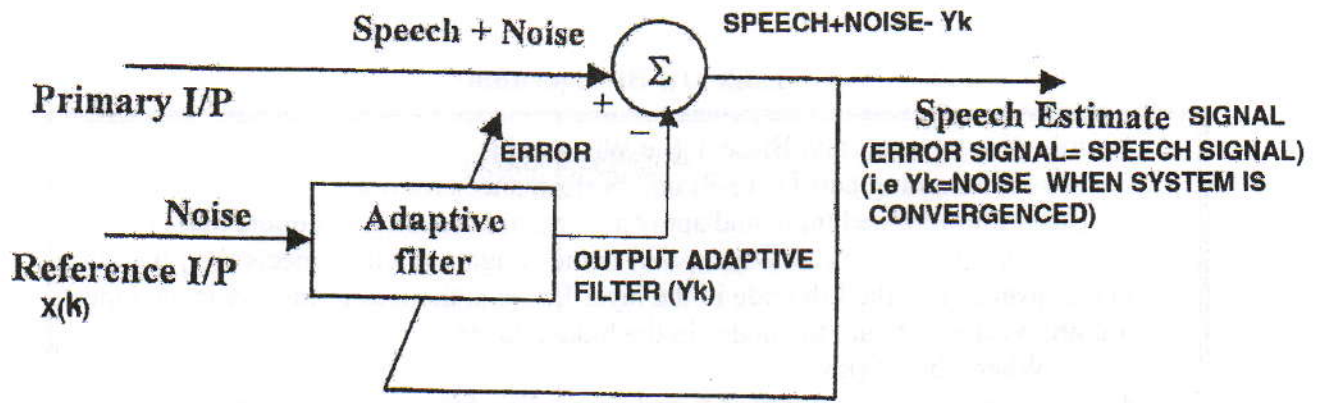 SPEECH+NOISE- Yk
Speech + Noise
Σ
+
−
Primary I/P
Speech Estimate SIGNAL
(ERROR SIGNAL= SPEECH SIGNAL)
(i.e Yk=NOISE WHEN SYSTEM IS
CONVERGENCED)
ERROR
Noise
Reference I/P
X(k)
Adaptive
filter
OUTPUT ADAPTIVE
FILTER (Yk)